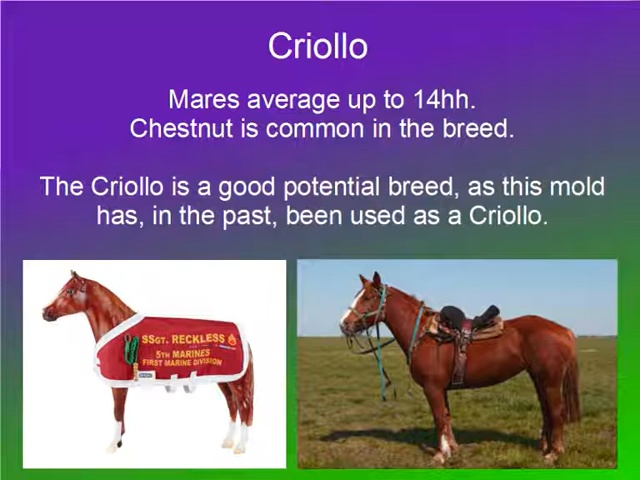 Criollo
Mares average up to 14hh.
Chestnut is common in the breed.
The Criollo is a good potential breed, as this mold
has, in the past, been used as a Criollo.
SSGT. RECKLESS
5TH MARINES
FIRST MARINE DIVISION